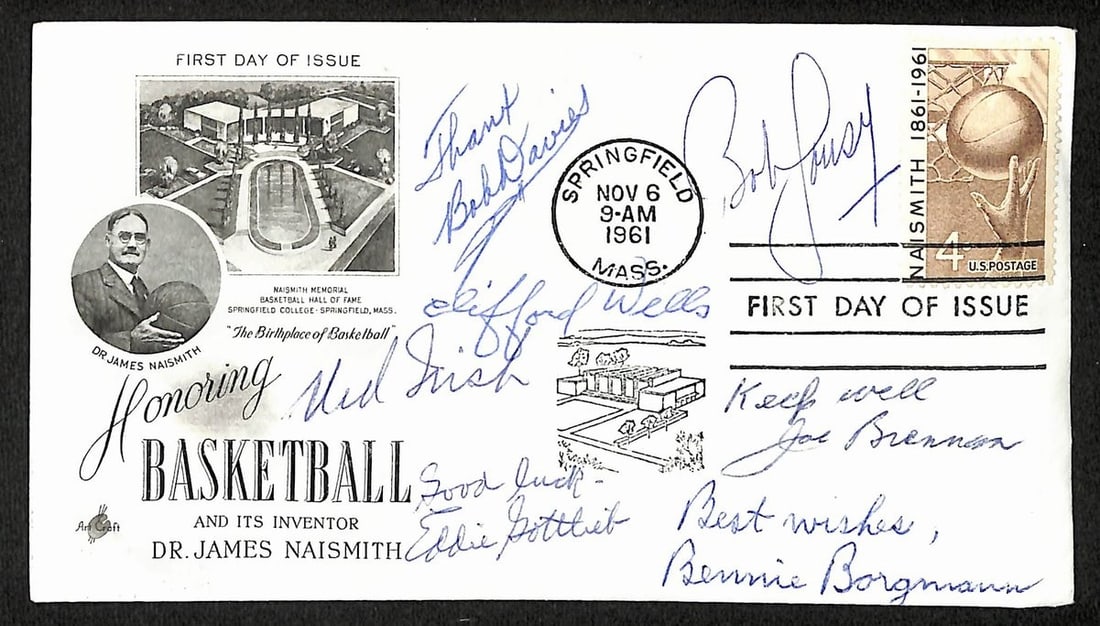 FIRST DAY OF ISSUE
NAISMITH MEMORIAL
BASKETBALL HALL OF FAME
SPRINGFIELD COLLEGE - SPRINGFIELD, MASS.
"The Birthplace of Basketball"
DR. JAMES NAISMITH
Honoring
BASKETBALL
AND ITS INVENTOR
DR. JAMES NAISMITH
Art Craft
Thanx
Bob Davies
Clifford Wells
Ned Irish
Good luck -
Eddie Gottlieb
SPRINGFIELD
NOV 6
9-AM
1961
MASS.
Bob Cousy
NAISMITH 1861-1961
4¢
U.S. POSTAGE
FIRST DAY OF ISSUE
Keep well
Joe Brennan
Best wishes,
Bennie Borgmann